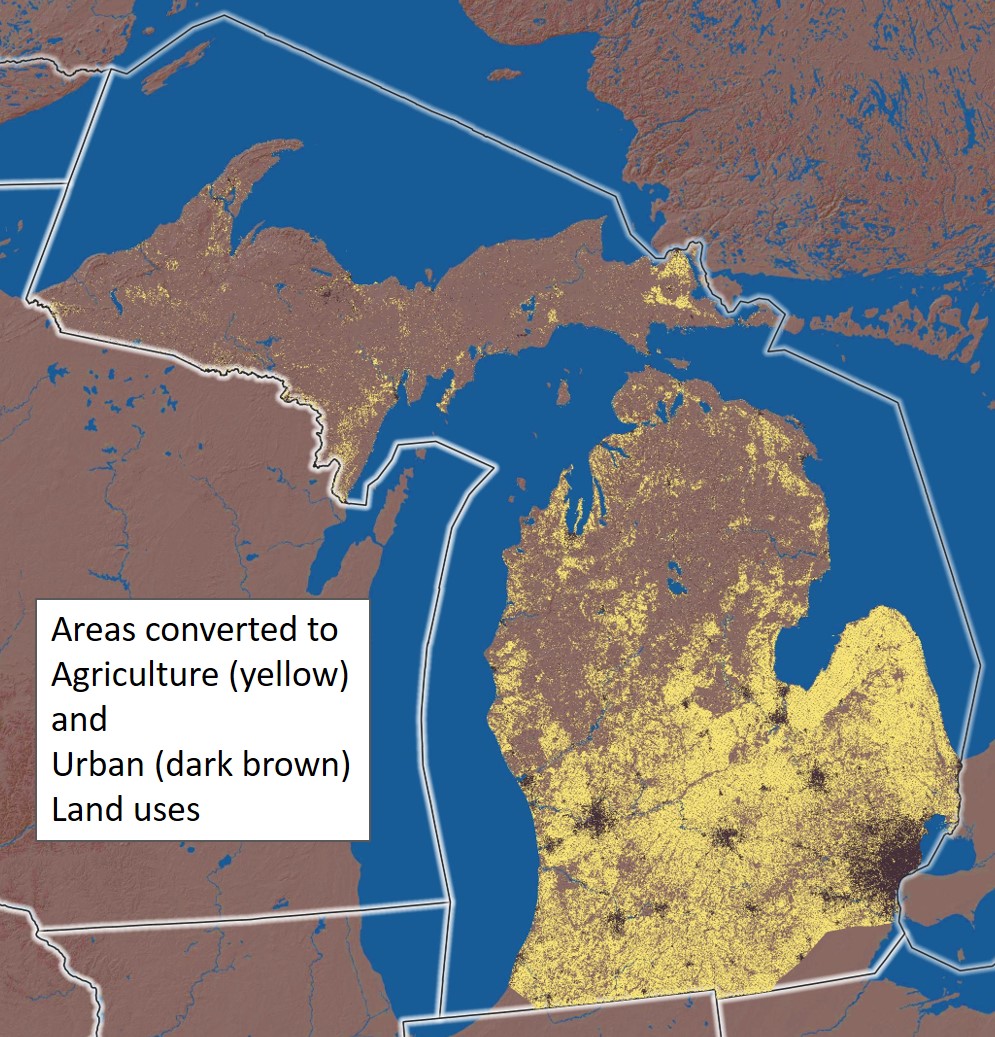 Areas converted to
Agriculture (yellow)
and
Urban (dark brown)
Land uses